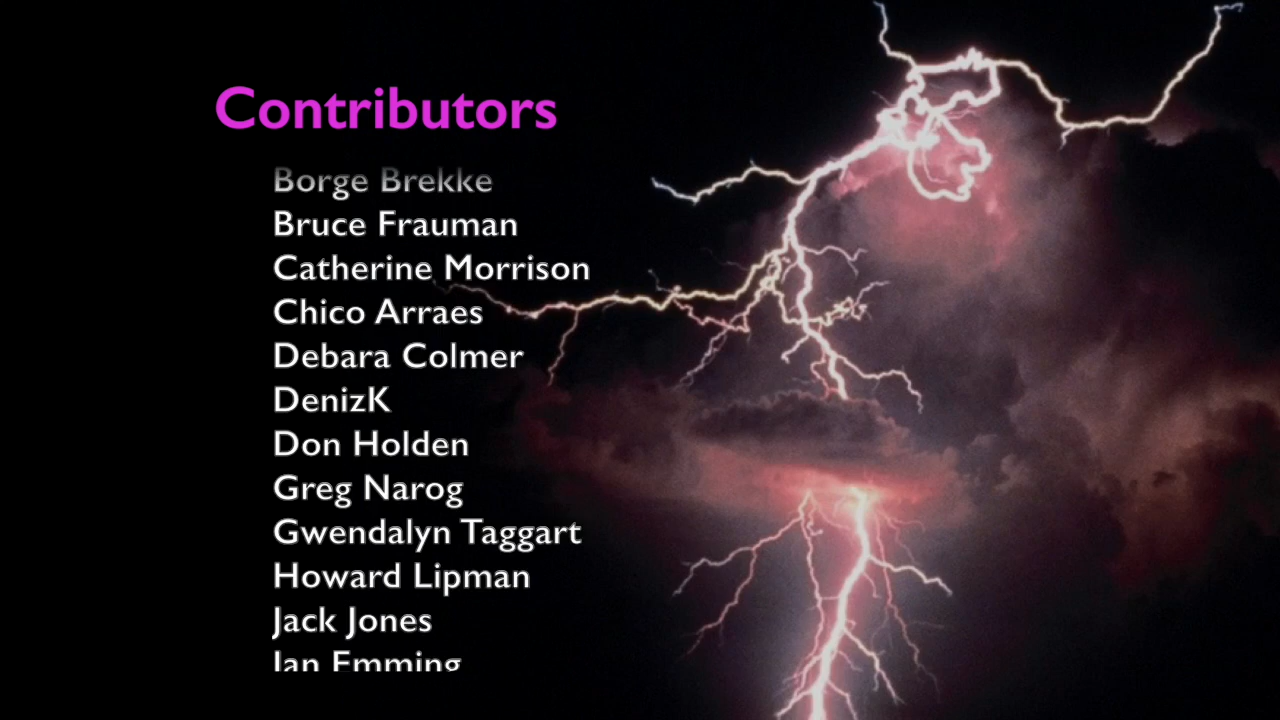 Contributors
Borge Brekke
Bruce Frauman
Catherine Morrison
Chico Arraes
Debara Colmer
DenizK
Don Holden
Greg Narog
Gwendalyn Taggart
Howard Lipman
Jack Jones
Emming